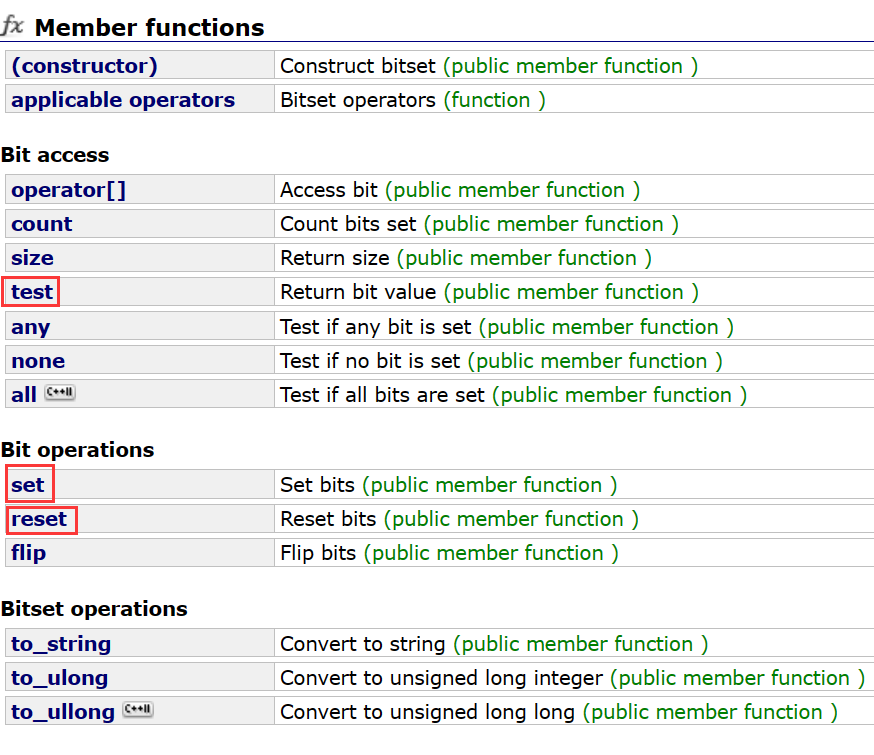 fx Member functions
(constructor) Construct bitset (public member function )
applicable operators Bitset operators (function )
Bit access
operator[] Access bit (public member function )
count Count bits set (public member function )
size Return size (public member function )
test Return bit value (public member function )
any Test if any bit is set (public member function )
none Test if no bit is set (public member function )
all C++11 Test if all bits are set (public member function )
Bit operations
set Set bits (public member function )
reset Reset bits (public member function )
flip Flip bits (public member function )
Bitset operations
to_string Convert to string (public member function )
to_ulong Convert to unsigned long integer (public member function )
to_ullong C++11 Convert to unsigned long long (public member function )